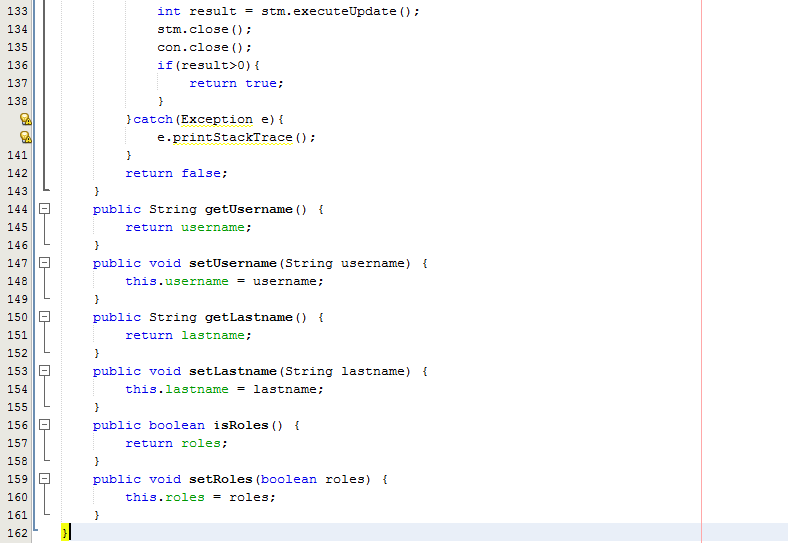 133 int result = stm.executeUpdate();
134 stm.close();
135 con.close();
136 if(result>0){
137 return true;
138 }
}catch(Exception e){
e.printStackTrace();
141 }
142 return false;
143 }
144 public String getUsername() {
145 return username;
146 }
147 public void setUsername(String username) {
148 this.username = username;
149 }
150 public String getLastname() {
151 return lastname;
152 }
153 public void setLastname(String lastname) {
154 this.lastname = lastname;
155 }
156 public boolean isRoles() {
157 return roles;
158 }
159 public void setRoles(boolean roles) {
160 this.roles = roles;
161 }
162 }